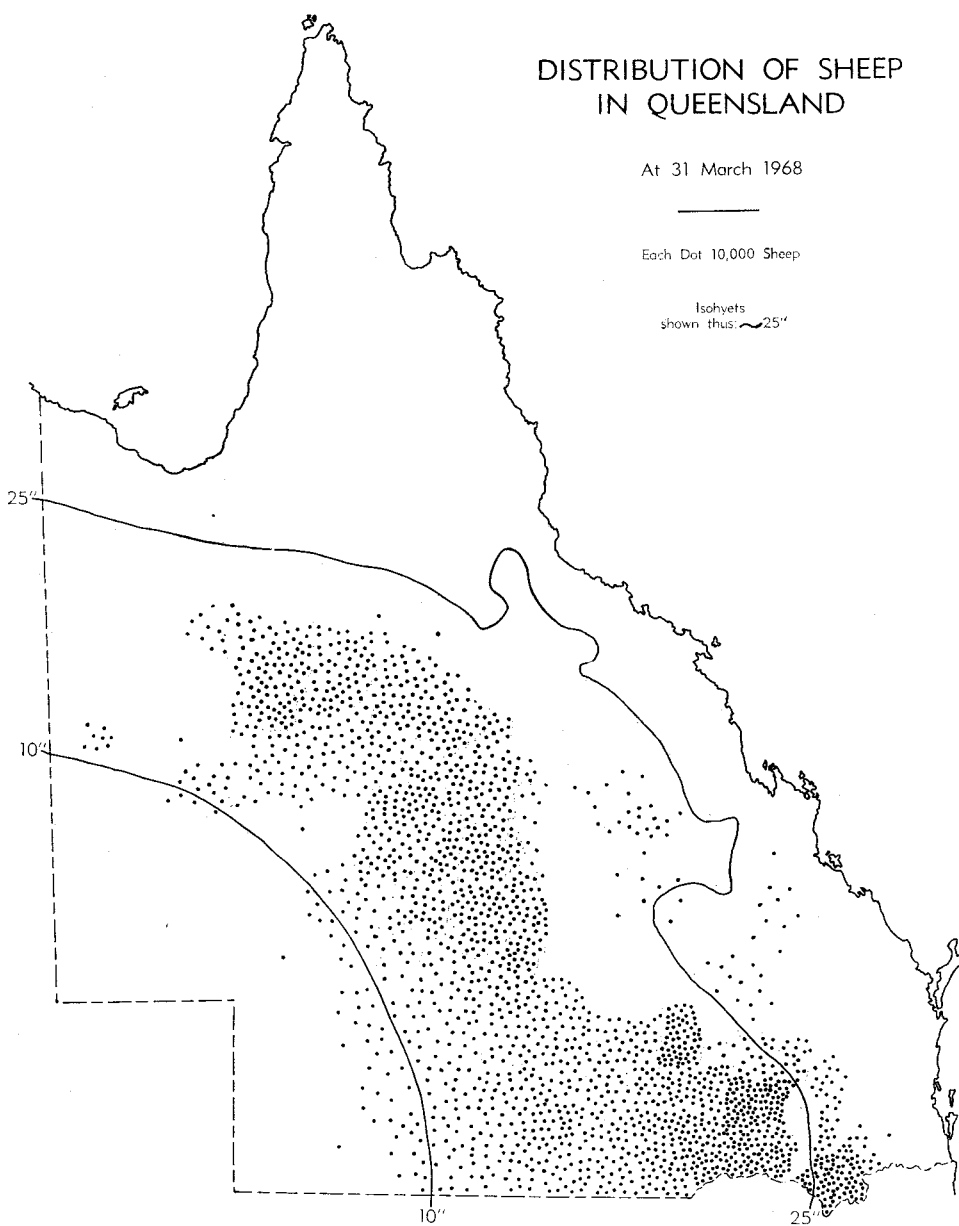 DISTRIBUTION OF SHEEP
IN QUEENSLAND
At 31 March 1968
Each Dot 10,000 Sheep
Isohyets
shown thus: 25"
25"
10"
10"
25"